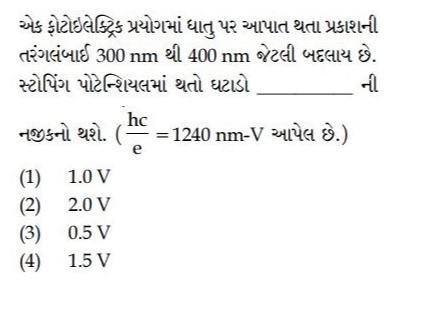 એક ફોટોઇલેક્ટ્રિક પ્રયોગમાં ધાતુ પર આપાત થતા પ્રકાશની
તરંગલંબાઈ 300 nm થી 400 nm જેટલી બદલાય છે.
સ્ટોપિંગ પોટેન્શિયલમાં થતો ઘટાડો __________ ની
નજીકનો થશે. (hc/e = 1240 nm-V આપેલ છે.)
(1) 1.0 V
(2) 2.0 V
(3) 0.5 V
(4) 1.5 V